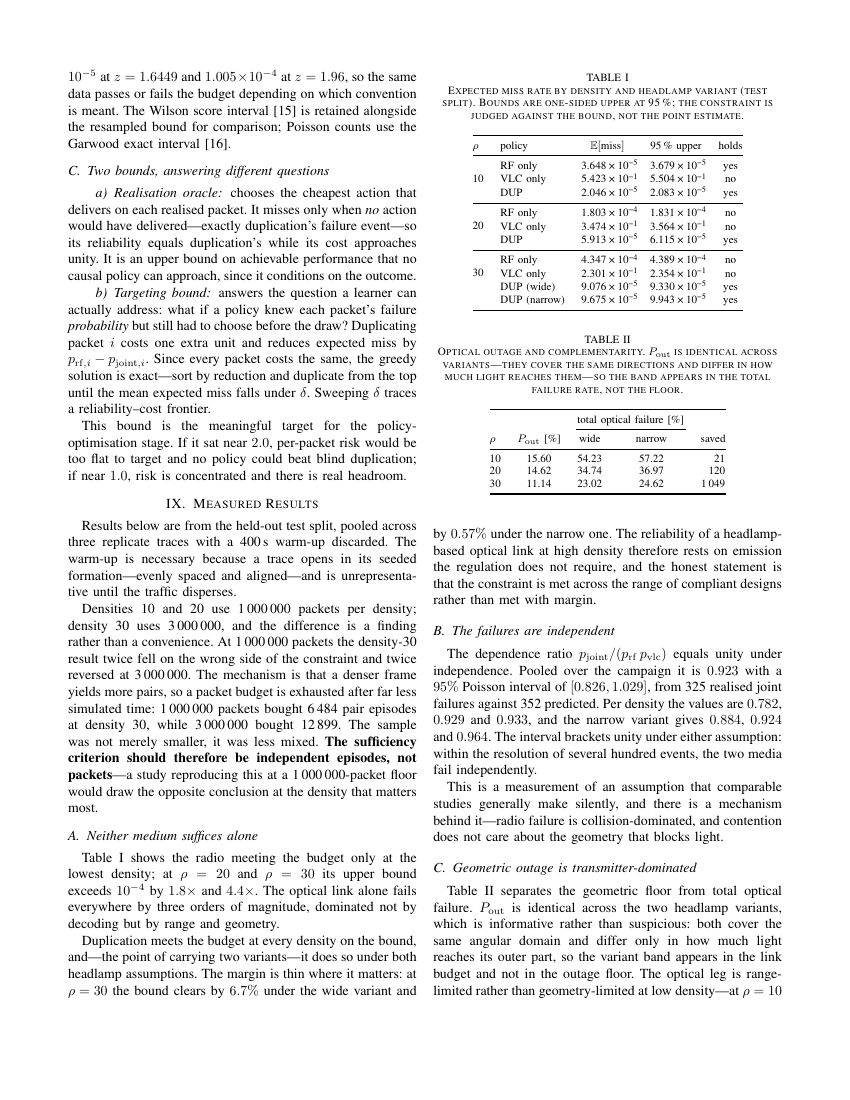 10−5 at z = 1.6449 and 1.005×10−4 at z = 1.96, so the same
data passes or fails the budget depending on which convention
is meant. The Wilson score interval [15] is retained alongside
the resampled bound for comparison; Poisson counts use the
Garwood exact interval [16].
C. Two bounds, answering different questions
a) Realisation oracle: chooses the cheapest action that
delivers on each realised packet. It misses only when no action
would have delivered—exactly duplication's failure event—so
its reliability equals duplication's while its cost approaches
unity. It is an upper bound on achievable performance that no
causal policy can approach, since it conditions on the outcome.
b) Targeting bound: answers the question a learner can
actually address: what if a policy knew each packet's failure
probability but still had to choose before the draw? Duplicating
packet i costs one extra unit and reduces expected miss by
prf,i − pjoint,i. Since every packet costs the same, the greedy
solution is exact—sort by reduction and duplicate from the top
until the mean expected miss falls under δ. Sweeping δ traces
a reliability–cost frontier.
This bound is the meaningful target for the policy-
optimisation stage. If it sat near 2.0, per-packet risk would be
too flat to target and no policy could beat blind duplication;
if near 1.0, risk is concentrated and there is real headroom.
IX. MEASURED RESULTS
Results below are from the held-out test split, pooled across
three replicate traces with a 400 s warm-up discarded. The
warm-up is necessary because a trace opens in its seeded
formation—evenly spaced and aligned—and is unrepresenta-
tive until the traffic disperses.
Densities 10 and 20 use 1 000 000 packets per density;
density 30 uses 3 000 000, and the difference is a finding
rather than a convenience. At 1 000 000 packets the density-30
result twice fell on the wrong side of the constraint and twice
reversed at 3 000 000. The mechanism is that a denser frame
yields more pairs, so a packet budget is exhausted after far less
simulated time: 1 000 000 packets bought 6 484 pair episodes
at density 30, while 3 000 000 bought 12 899. The sample
was not merely smaller, it was less mixed. The sufficiency
criterion should therefore be independent episodes, not
packets—a study reproducing this at a 1 000 000-packet floor
would draw the opposite conclusion at the density that matters
most.
A. Neither medium suffices alone
Table I shows the radio meeting the budget only at the
lowest density; at ρ = 20 and ρ = 30 its upper bound
exceeds 10−4 by 1.8× and 4.4×. The optical link alone fails
everywhere by three orders of magnitude, dominated not by
decoding but by range and geometry.
Duplication meets the budget at every density on the bound,
and—the point of carrying two variants—it does so under both
headlamp assumptions. The margin is thin where it matters: at
ρ = 30 the bound clears by 6.7% under the wide variant and
TABLE I
EXPECTED MISS RATE BY DENSITY AND HEADLAMP VARIANT (TEST
SPLIT). BOUNDS ARE ONE-SIDED UPPER AT 95 %; THE CONSTRAINT IS
JUDGED AGAINST THE BOUND, NOT THE POINT ESTIMATE.
ρ policy 𝔼[miss] 95 % upper holds
RF only 3.648 × 10−5 3.679 × 10−5 yes
10 VLC only 5.423 × 10−1 5.504 × 10−1 no
DUP 2.046 × 10−5 2.083 × 10−5 yes
RF only 1.803 × 10−4 1.831 × 10−4 no
20 VLC only 3.474 × 10−1 3.564 × 10−1 no
DUP 5.913 × 10−5 6.115 × 10−5 yes
RF only 4.347 × 10−4 4.389 × 10−4 no
30 VLC only 2.301 × 10−1 2.354 × 10−1 no
DUP (wide) 9.076 × 10−5 9.330 × 10−5 yes
DUP (narrow) 9.675 × 10−5 9.943 × 10−5 yes
TABLE II
OPTICAL OUTAGE AND COMPLEMENTARITY. Pout IS IDENTICAL ACROSS
VARIANTS—THEY COVER THE SAME DIRECTIONS AND DIFFER IN HOW
MUCH LIGHT REACHES THEM—SO THE BAND APPEARS IN THE TOTAL
FAILURE RATE, NOT THE FLOOR.
total optical failure [%]
ρ Pout [%] wide narrow saved
10 15.60 54.23 57.22 21
20 14.62 34.74 36.97 120
30 11.14 23.02 24.62 1 049
by 0.57% under the narrow one. The reliability of a headlamp-
based optical link at high density therefore rests on emission
the regulation does not require, and the honest statement is
that the constraint is met across the range of compliant designs
rather than met with margin.
B. The failures are independent
The dependence ratio pjoint/(prf pvlc) equals unity under
independence. Pooled over the campaign it is 0.923 with a
95% Poisson interval of [0.826, 1.029], from 325 realised joint
failures against 352 predicted. Per density the values are 0.782,
0.929 and 0.933, and the narrow variant gives 0.884, 0.924
and 0.964. The interval brackets unity under either assumption:
within the resolution of several hundred events, the two media
fail independently.
This is a measurement of an assumption that comparable
studies generally make silently, and there is a mechanism
behind it—radio failure is collision-dominated, and contention
does not care about the geometry that blocks light.
C. Geometric outage is transmitter-dominated
Table II separates the geometric floor from total optical
failure. Pout is identical across the two headlamp variants,
which is informative rather than suspicious: both cover the
same angular domain and differ only in how much light
reaches its outer part, so the variant band appears in the link
budget and not in the outage floor. The optical leg is range-
limited rather than geometry-limited at low density—at ρ = 10